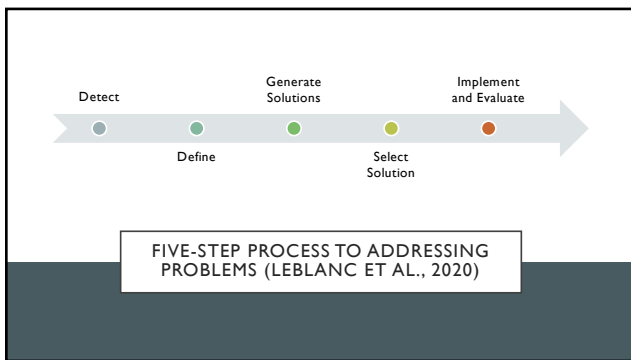 Detect
Define
Generate
Solutions
Select
Solution
Implement
and Evaluate
FIVE-STEP PROCESS TO ADDRESSING
PROBLEMS (LEBLANC ET AL., 2020)